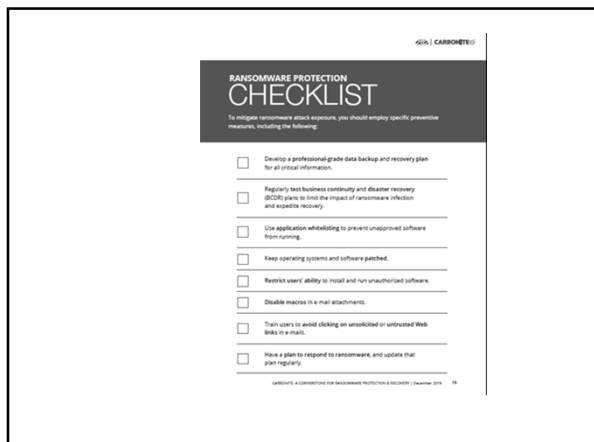 CARBONITE
RANSOMWARE PROTECTION
CHECKLIST
To mitigate ransomware attack exposure, you should employ specific preventive
measures, including the following:
Develop a professional-grade data backup and recovery plan
for all critical information.
Regularly test business continuity and disaster recovery
(BCDR) plans to limit the impact of ransomware infection
and expedite recovery.
Use application whitelisting to prevent unapproved software
from running.
Keep operating systems and software patched.
Restrict users' ability to install and run unauthorized software.
Disable macros in e-mail attachments.
Train users to avoid clicking on unsolicited or untrusted Web
links in e-mails.
Have a plan to respond to ransomware, and update that
plan regularly.
CARBONITE: A CORNERSTONE FOR RANSOMWARE PROTECTION & RECOVERY | December 2016